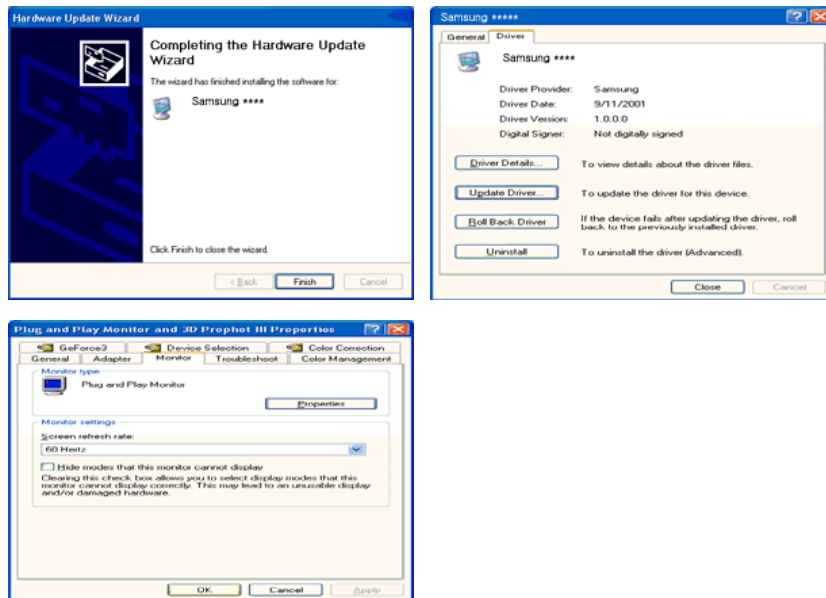 Hardware Update Wizard
Completing the Hardware Update
Wizard
The wizard has finished installing the software for:
Samsung ****
Click Finish to close the wizard.
< Back
Finish
Cancel
Samsung *****
General
Driver
Samsung ****
Driver Provider: Samsung
Driver Date: 9/11/2001
Driver Version: 1.0.0.0
Digital Signer: Not digitally signed
Driver Details... To view details about the driver files.
Update Driver... To update the driver for this device.
Roll Back Driver If the device fails after updating the driver, roll
back to the previously installed driver.
Uninstall To uninstall the driver (Advanced).
Close
Cancel
Plug and Play Monitor and 3D Prophet III Properties
GeForce3 Device Selection Color Correction
General Adapter Monitor Troubleshoot Color Management
Monitor type
Plug and Play Monitor
Properties
Monitor settings
Screen refresh rate:
60 Hertz
Hide modes that this monitor cannot display
Clearing this check box allows you to select display modes that this
monitor cannot display correctly. This may lead to an unusable display
and/or damaged hardware.
OK Cancel Apply